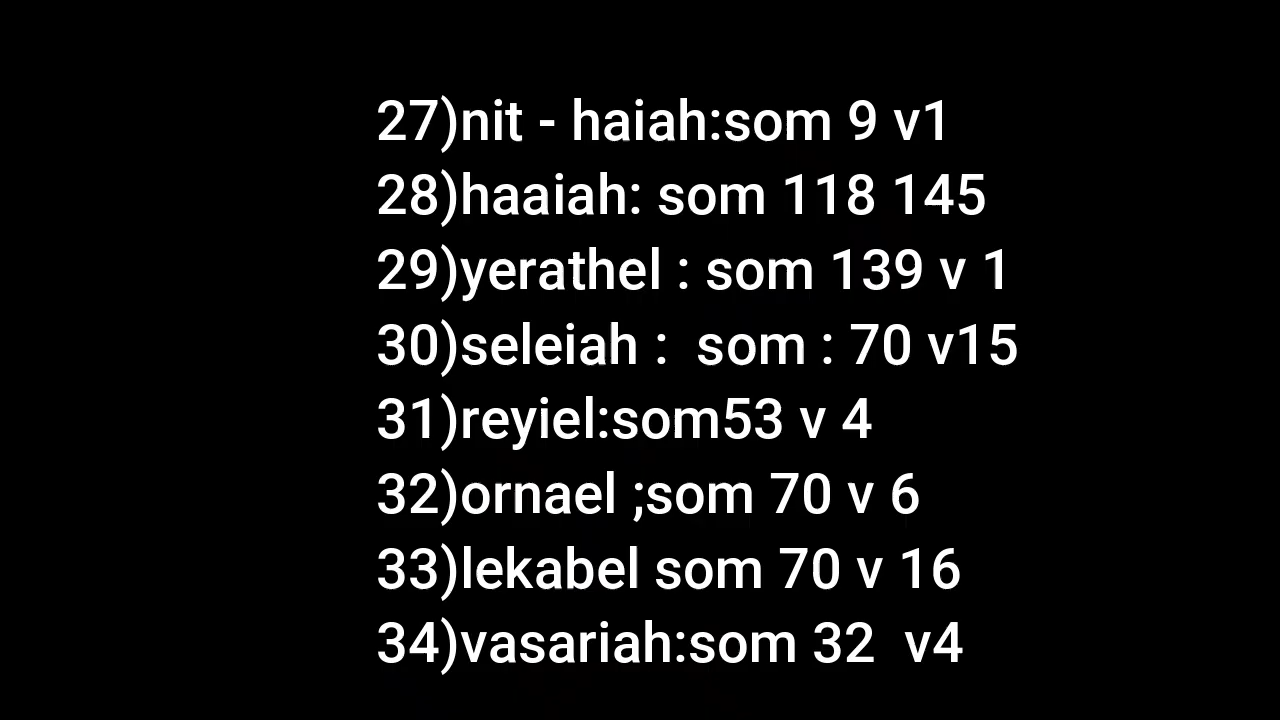 27)nit - haiah:som 9 v1
28)haaiah: som 118 145
29)yerathel : som 139 v 1
30)seleiah :  som : 70 v15
31)reyiel:som53 v 4
32)ornael ;som 70 v 6
33)lekabel som 70 v 16
34)vasariah:som 32  v4